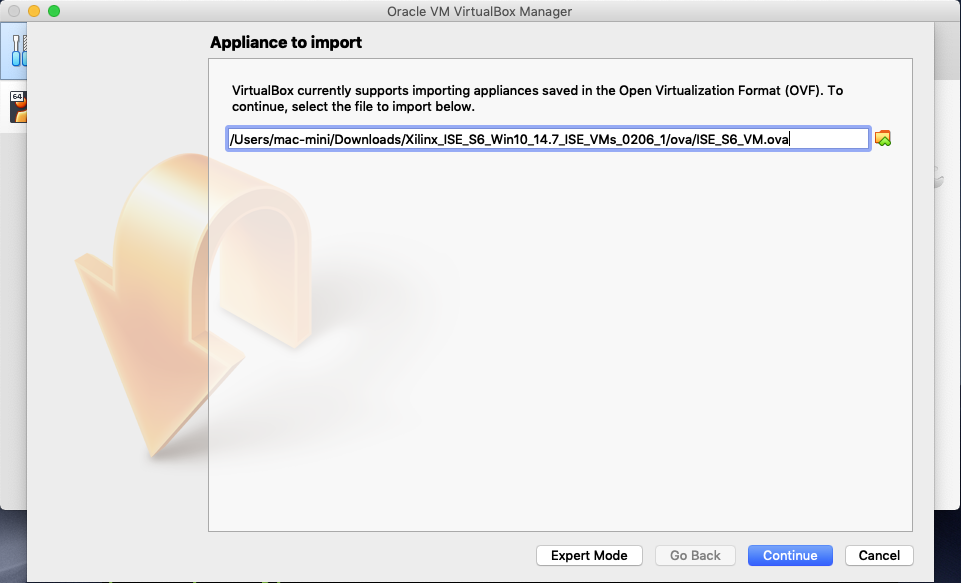 Oracle VM VirtualBox Manager
Appliance to import
64
VirtualBox currently supports importing appliances saved in the Open Virtualization Format (OVF). To
continue, select the file to import below.
/Users/mac-mini/Downloads/Xilinx_ISE_S6_Win10_14.7_ISE_VMs_0206_1/ova/ISE_S6_VM.ova
Expert Mode
Go Back
Continue
Cancel